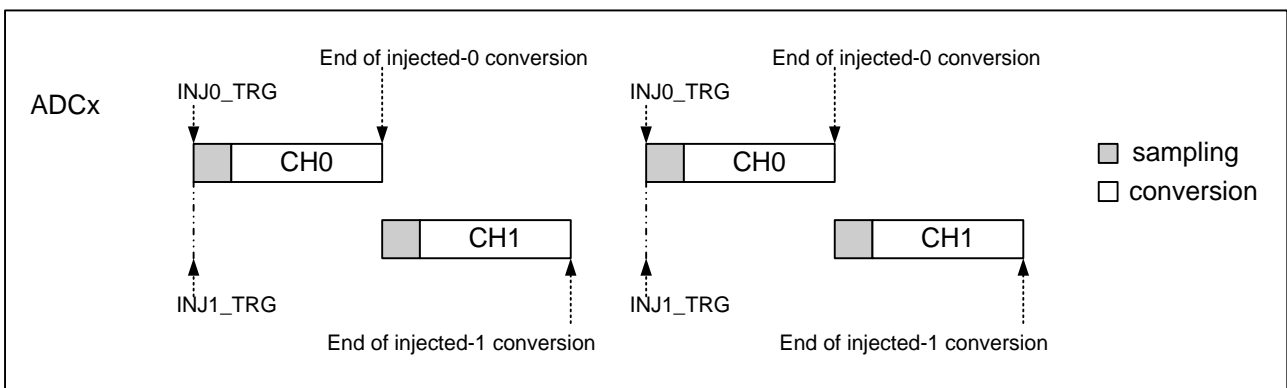 End of injected-0 conversion
End of injected-0 conversion
INJ0_TRG
INJ0_TRG
ADCx
CH0
CH0
sampling
conversion
CH1
CH1
INJ1_TRG
INJ1_TRG
End of injected-1 conversion
End of injected-1 conversion